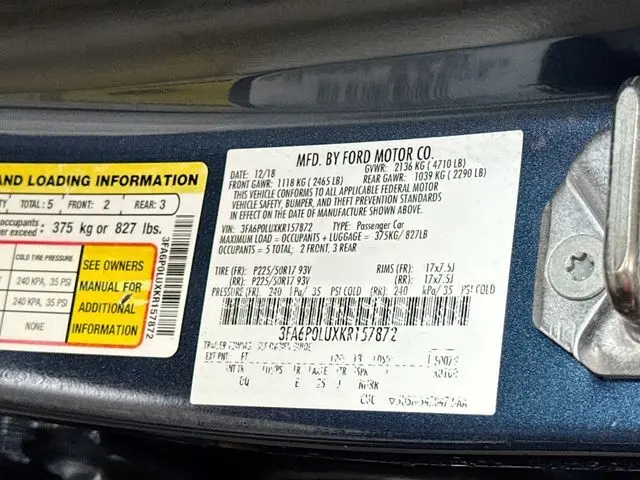 AND LOADING INFORMATION
TOTAL: 5 FRONT: 2 REAR: 3
occupants
exceed: 375 kg or 827 lbs.
COLD TIRE PRESSURE
240 KPA, 35 PSI
240 KPA, 35 PSI
NONE
SEE OWNERS
MANUAL FOR
ADDITIONAL
INFORMATION
3FA6P0LUXKR157872
MFD. BY FORD MOTOR CO.
DATE: 12/18 GVWR: 2136 KG ( 4710 LB)
FRONT GAWR: 1118 KG ( 2465 LB) REAR GAWR: 1039 KG ( 2290 LB)
THIS VEHICLE CONFORMS TO ALL APPLICABLE FEDERAL MOTOR
VEHICLE SAFETY, BUMPER, AND THEFT PREVENTION STANDARDS
IN EFFECT ON THE DATE OF MANUFACTURE SHOWN ABOVE.
VIN: 3FA6P0LUXKR157872 TYPE: Passenger Car
MAXIMUM LOAD = OCCUPANTS + LUGGAGE = 375KG/ 827LB
OCCUPANTS = 5 TOTAL: 2 FRONT, 3 REAR
TIRE (FR): P225/50R17 93V RIMS (FR): 17x7.5J
(RR): P225/50R17 93V (RR): 17x7.5J
PRESSURE (FR): 240 kPa/ 35 PSI COLD (RR): 240 kPa/ 35 PSI COLD
3FA6P0LUXKR157872
EXT PNT